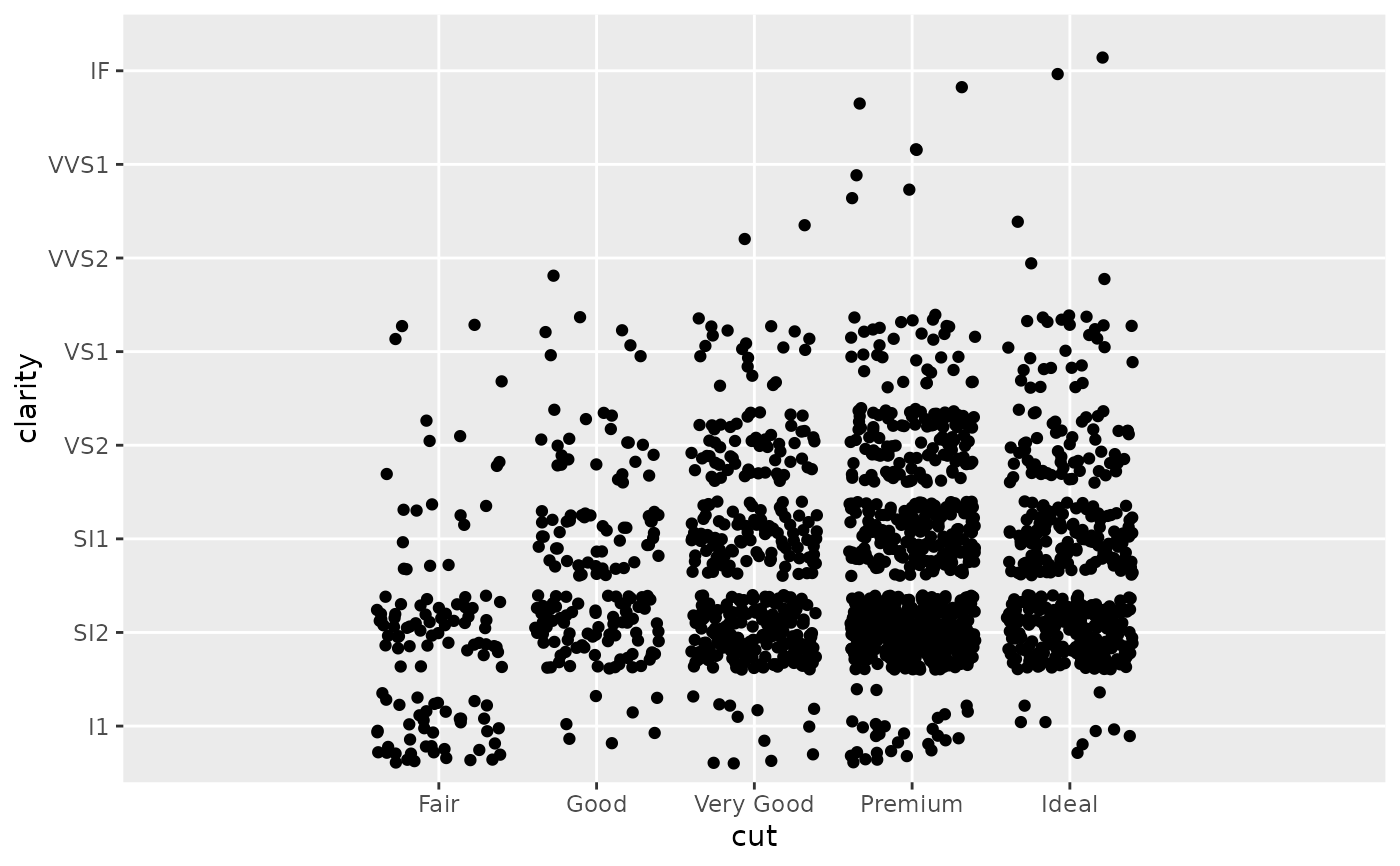 IF
VVS1
VVS2
VS1
VS2
SI1
SI2
I1
clarity
Fair Good Very Good Premium Ideal
cut